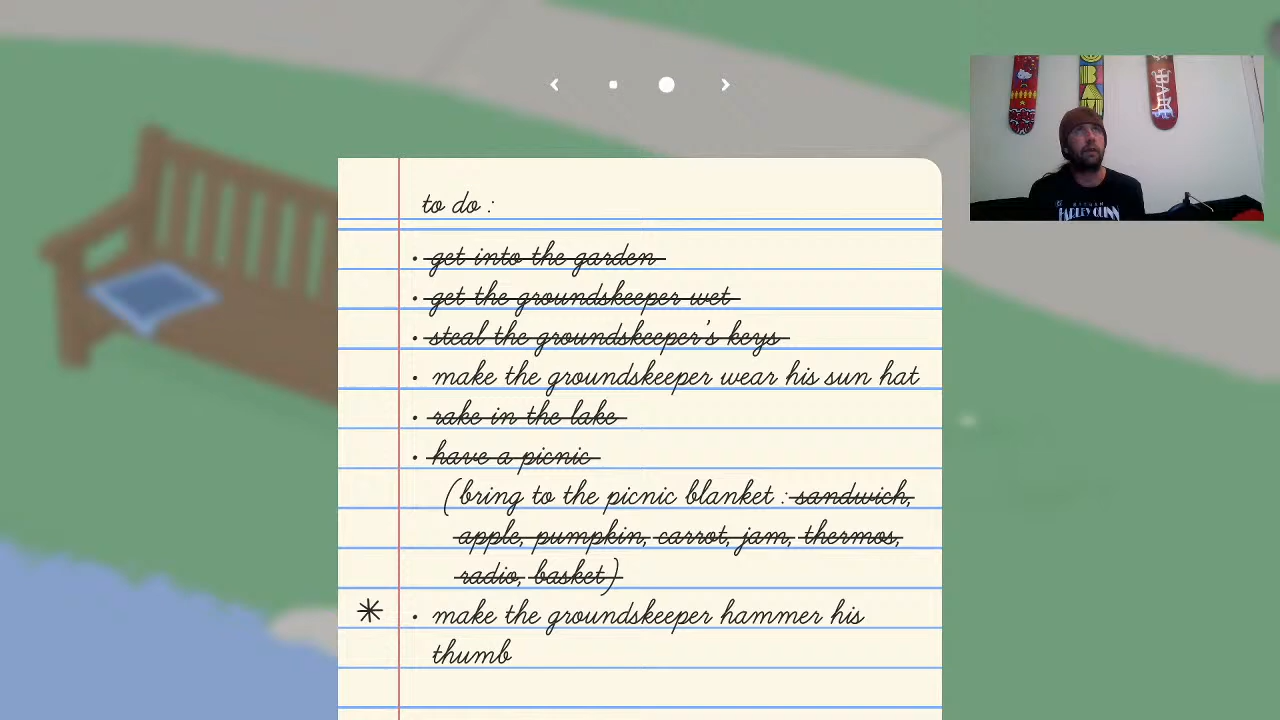 to do :
• get into the garden
• get the groundskeeper wet
• steal the groundskeeper's keys
• make the groundskeeper wear his sun hat
• rake in the lake
• have a picnic
(bring to the picnic blanket : sandwich,
apple, pumpkin, carrot, jam, thermos,
radio, basket)
• make the groundskeeper hammer his
thumb
HARLEY QUINN